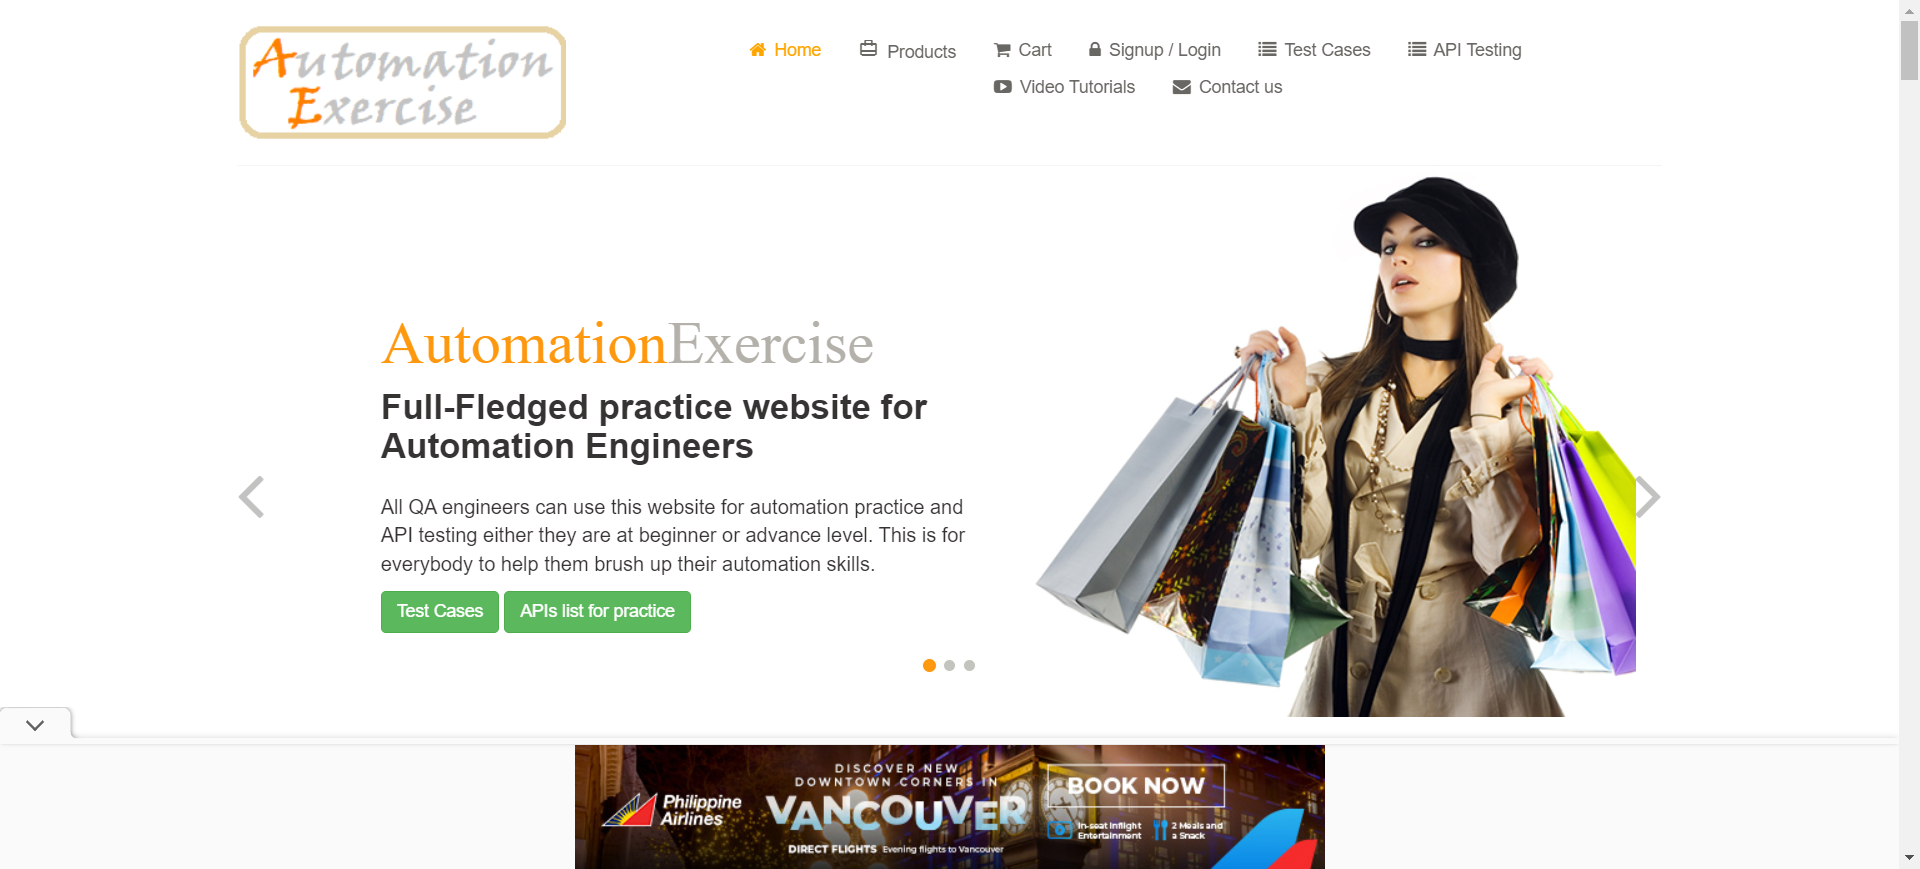 Automation
Exercise
Home
Products
Cart
Signup / Login
Test Cases
API Testing
Video Tutorials
Contact us
AutomationExercise
Full-Fledged practice website for
Automation Engineers
All QA engineers can use this website for automation practice and
API testing either they are at beginner or advance level. This is for
everybody to help them brush up their automation skills.
Test Cases
APIs list for practice
Philippine
Airlines
DISCOVER NEW
DOWNTOWN CORNERS IN
VANCOUVER
DIRECT FLIGHTS Evening flights to Vancouver
BOOK NOW
In-seat Inflight
Entertainment
2 Meals and
a Snack